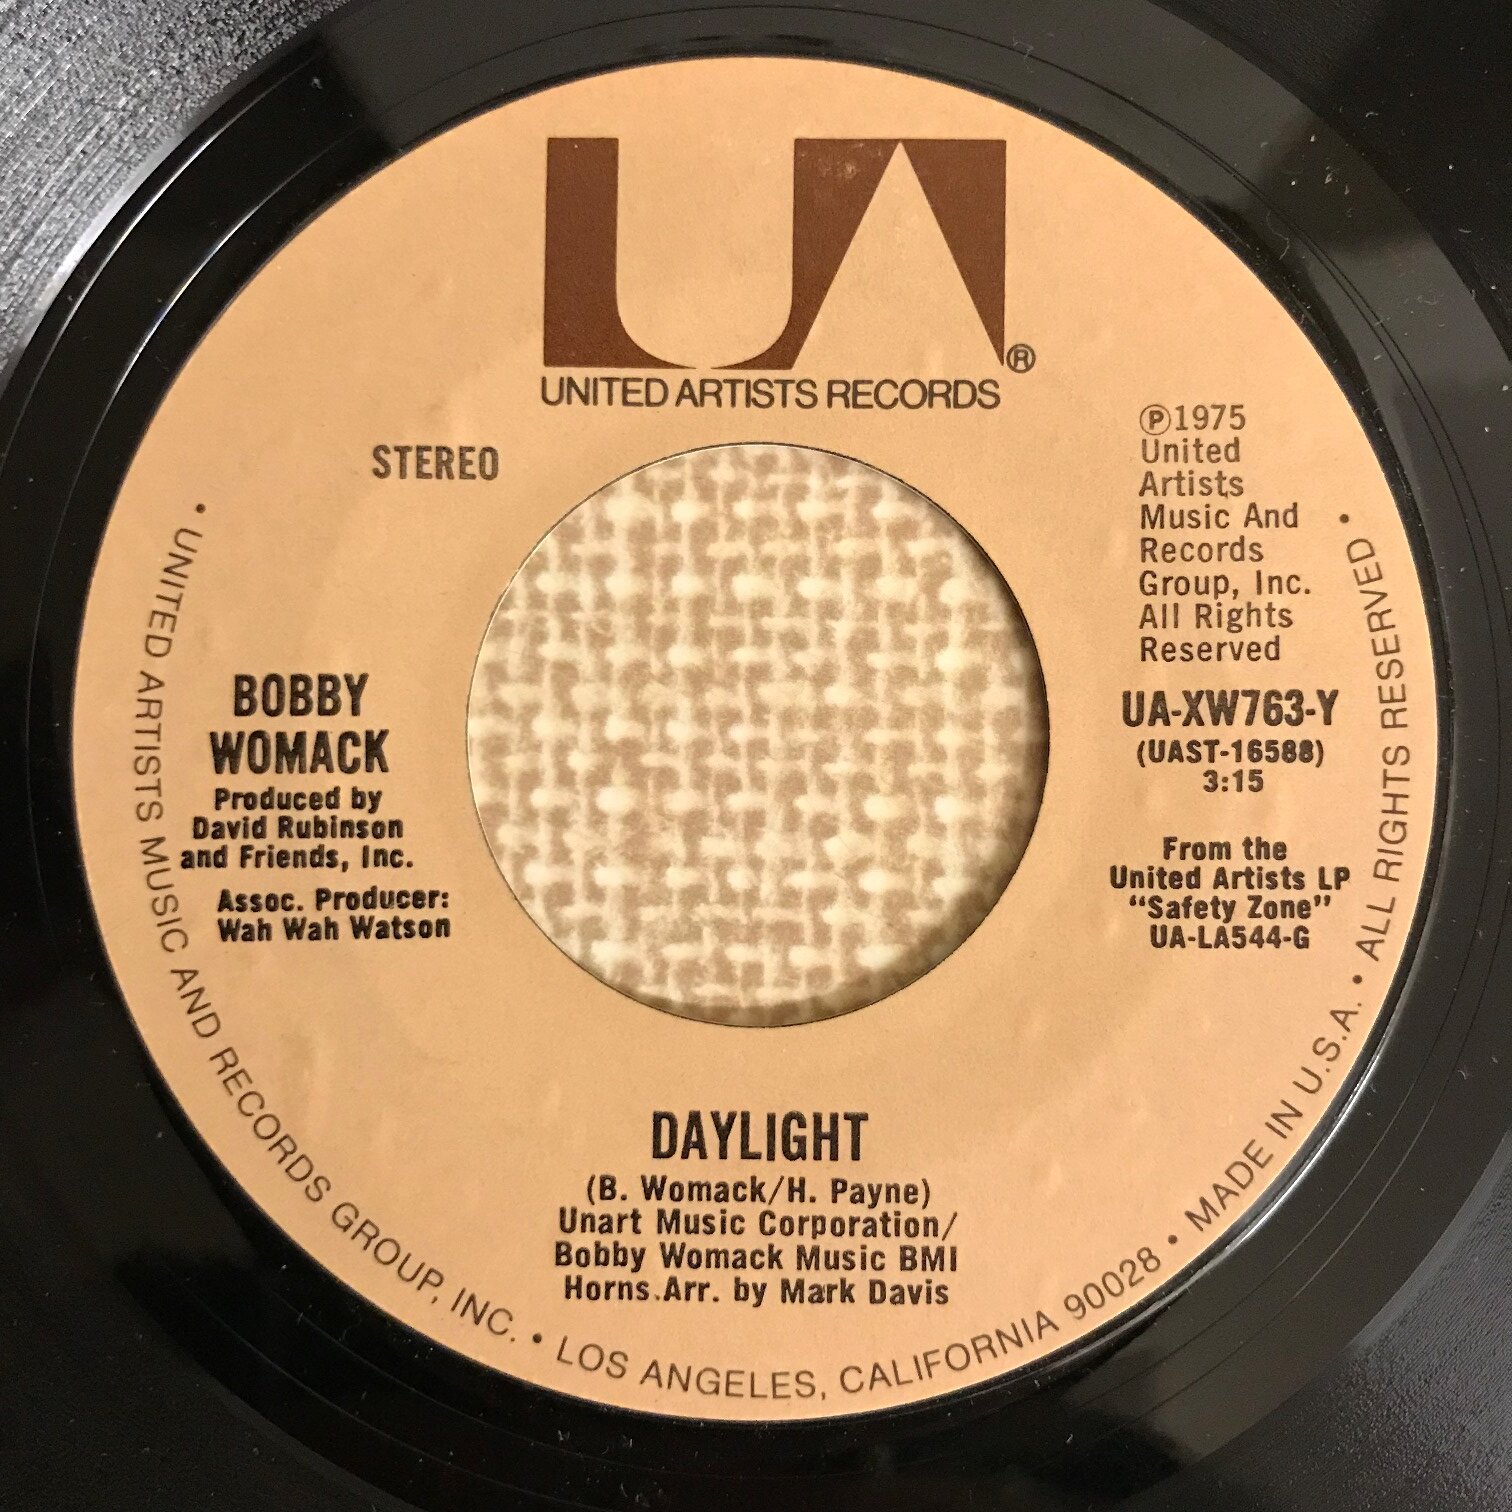 UA®
UNITED ARTISTS RECORDS
STEREO
℗1975
United
Artists
Music And
Records
Group, Inc.
All Rights
Reserved
UA-XW763-Y
(UAST-16588)
3:15
From the
United Artists LP
"Safety Zone"
UA-LA544-G
BOBBY
WOMACK
Produced by
David Rubinson
and Friends, Inc.
Assoc. Producer:
Wah Wah Watson
DAYLIGHT
(B. Womack/H. Payne)
Unart Music Corporation/
Bobby Womack Music BMI
Horns.Arr. by Mark Davis
• UNITED ARTISTS MUSIC AND RECORDS GROUP, INC. • LOS ANGELES, CALIFORNIA 90028 • MADE IN U.S.A. • ALL RIGHTS RESERVED •